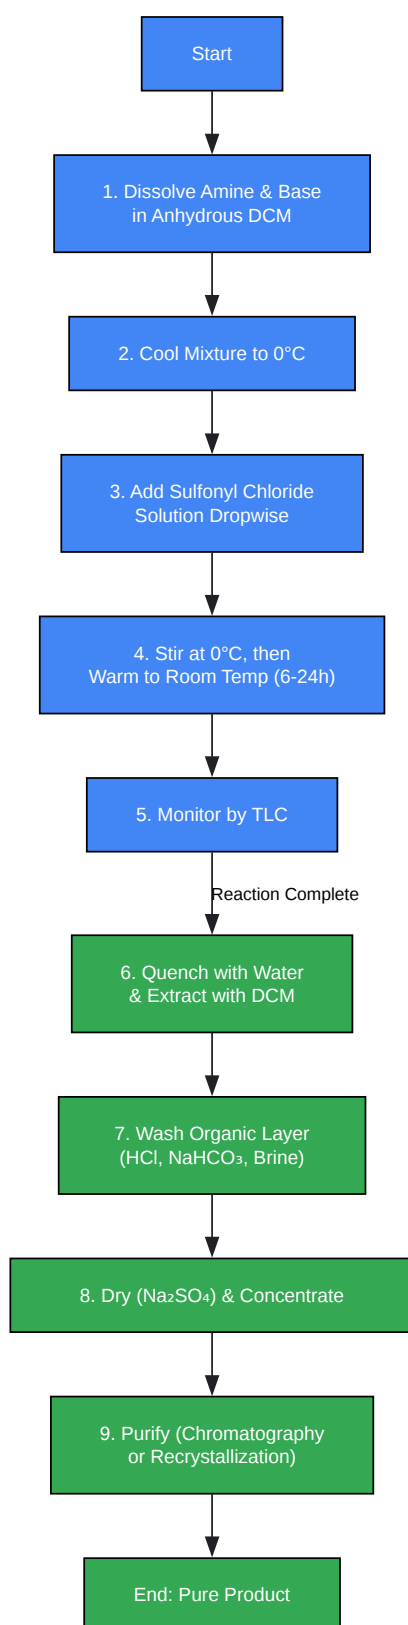 Start
1. Dissolve Amine & Base
in Anhydrous DCM
2. Cool Mixture to 0°C
3. Add Sulfonyl Chloride
Solution Dropwise
4. Stir at 0°C, then
Warm to Room Temp (6-24h)
5. Monitor by TLC
Reaction Complete
6. Quench with Water
& Extract with DCM
7. Wash Organic Layer
(HCl, NaHCO₃, Brine)
8. Dry (Na₂SO₄) & Concentrate
9. Purify (Chromatography
or Recrystallization)
End: Pure Product